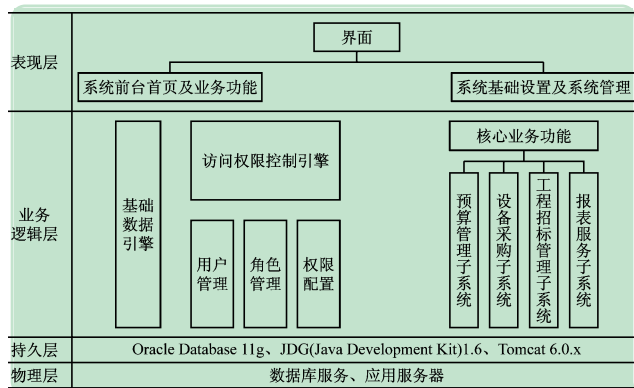 界面
表现层
系统前台首页及业务功能
系统基础设置及系统管理
业务
逻辑层
基础
数据
引擎
访问权限控制引擎
用户
管理
角色
管理
权限
配置
核心业务功能
预算管理子系统
设备采购子系统
工程招标管理子系统
报表服务子系统
持久层
Oracle Database 11g、JDG(Java Development Kit)1.6、Tomcat 6.0.x
物理层
数据库服务、应用服务器